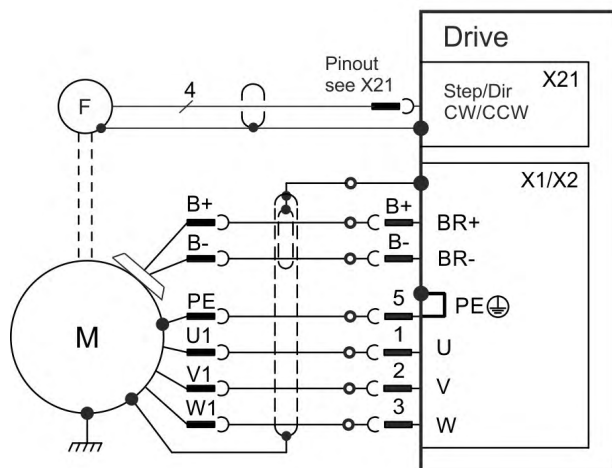 Drive
Pinout
see X21
X21
Step/Dir
CW/CCW
F
4
X1/X2
B+
B+
BR+
B-
B-
BR-
PE
5
PE
M
U1
1
U
V1
2
V
W1
3
W